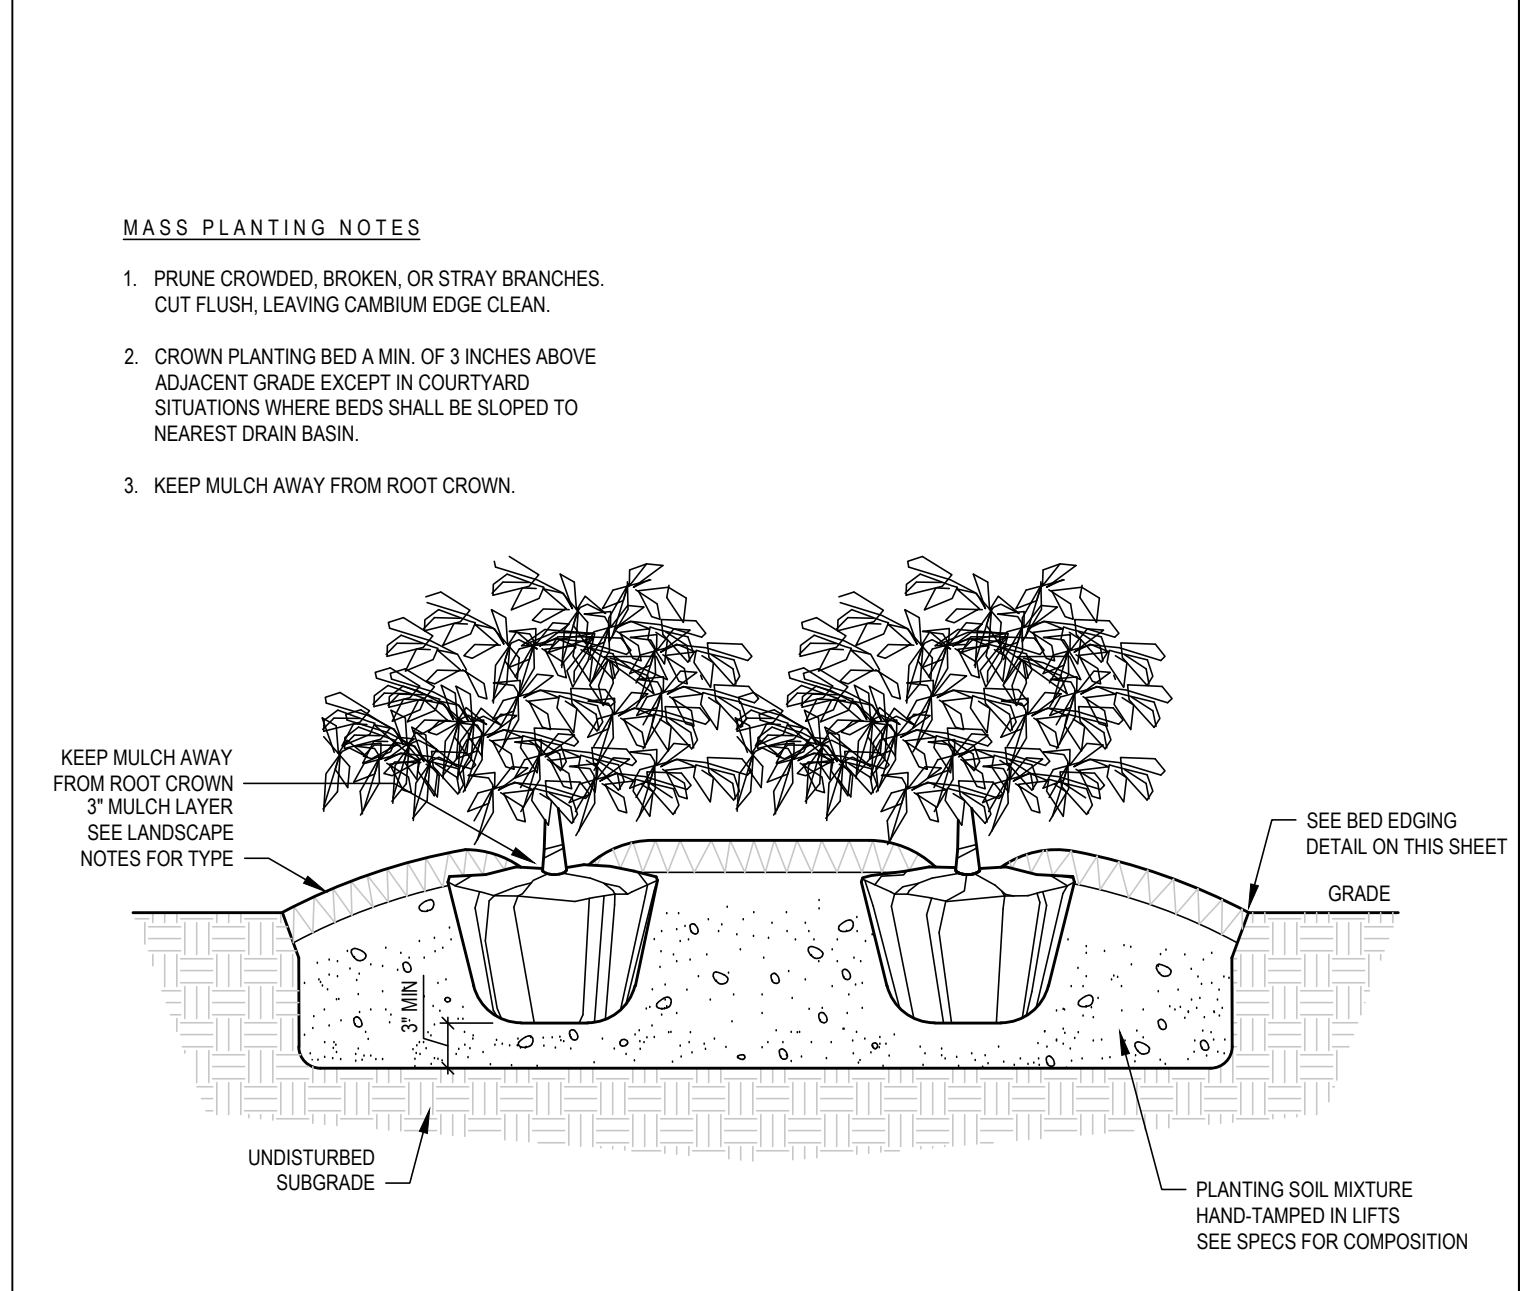 MASS PLANTING NOTES
1. PRUNE CROWDED, BROKEN, OR STRAY BRANCHES.
CUT FLUSH, LEAVING CAMBIUM EDGE CLEAN.
2. CROWN PLANTING BED A MIN. OF 3 INCHES ABOVE
ADJACENT GRADE EXCEPT IN COURTYARD
SITUATIONS WHERE BEDS SHALL BE SLOPED TO
NEAREST DRAIN BASIN.
3. KEEP MULCH AWAY FROM ROOT CROWN.
KEEP MULCH AWAY
FROM ROOT CROWN
3" MULCH LAYER
SEE LANDSCAPE
NOTES FOR TYPE
SEE BED EDGING
DETAIL ON THIS SHEET
GRADE
3" MIN
UNDISTURBED
SUBGRADE
PLANTING SOIL MIXTURE
HAND-TAMPED IN LIFTS
SEE SPECS FOR COMPOSITION